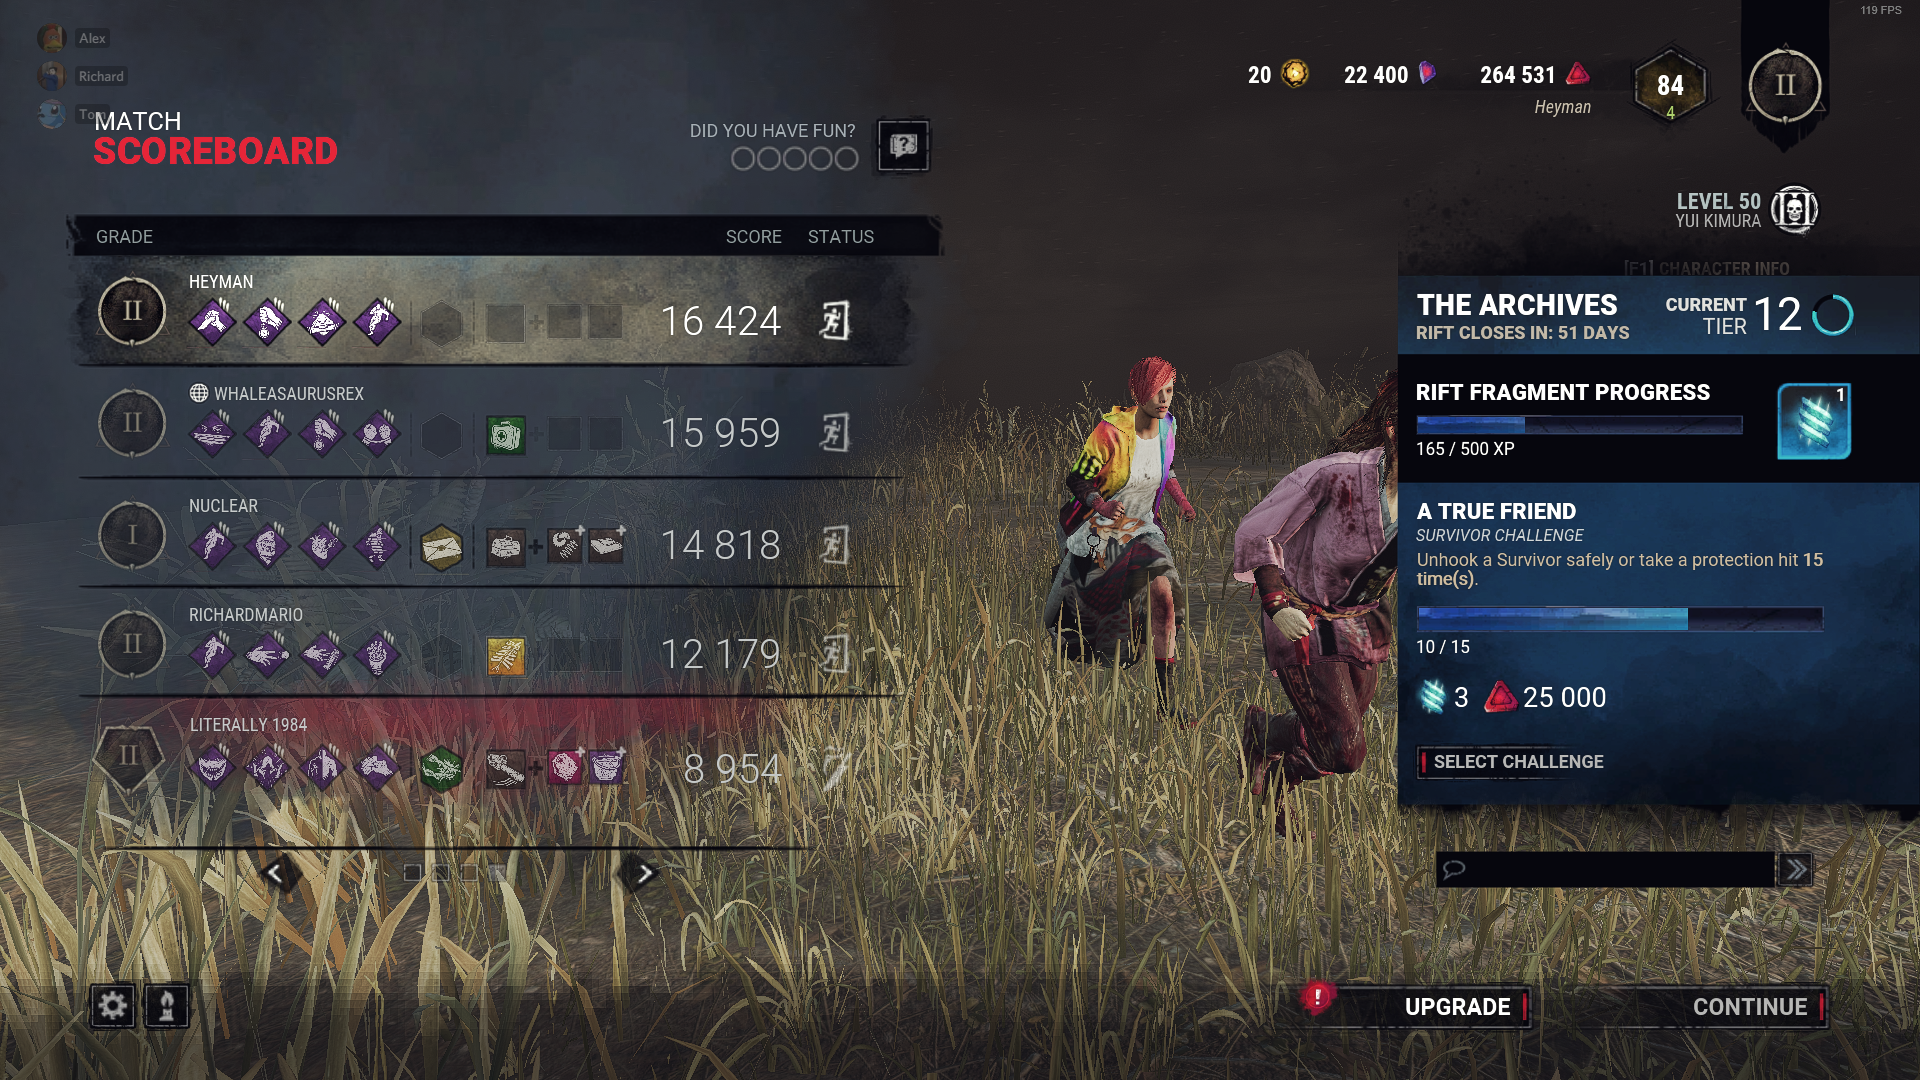 119 FPS
Alex
Richard
MATCH
SCOREBOARD
DID YOU HAVE FUN?
20
22 400
264 531
Heyman
84
4
II
LEVEL 50
YUI KIMURA
[F1] CHARACTER INFO
GRADE SCORE STATUS
II HEYMAN 16 424
II WHALEASAURUSREX 15 959
I NUCLEAR 14 818
II RICHARDMARIO 12 179
II LITERALLY 1984 8 954
THE ARCHIVES
RIFT CLOSES IN: 51 DAYS
CURRENT
TIER 12
RIFT FRAGMENT PROGRESS
1
165 / 500 XP
A TRUE FRIEND
SURVIVOR CHALLENGE
Unhook a Survivor safely or take a protection hit 15
time(s).
10 / 15
3 25 000
SELECT CHALLENGE
!
UPGRADE
CONTINUE